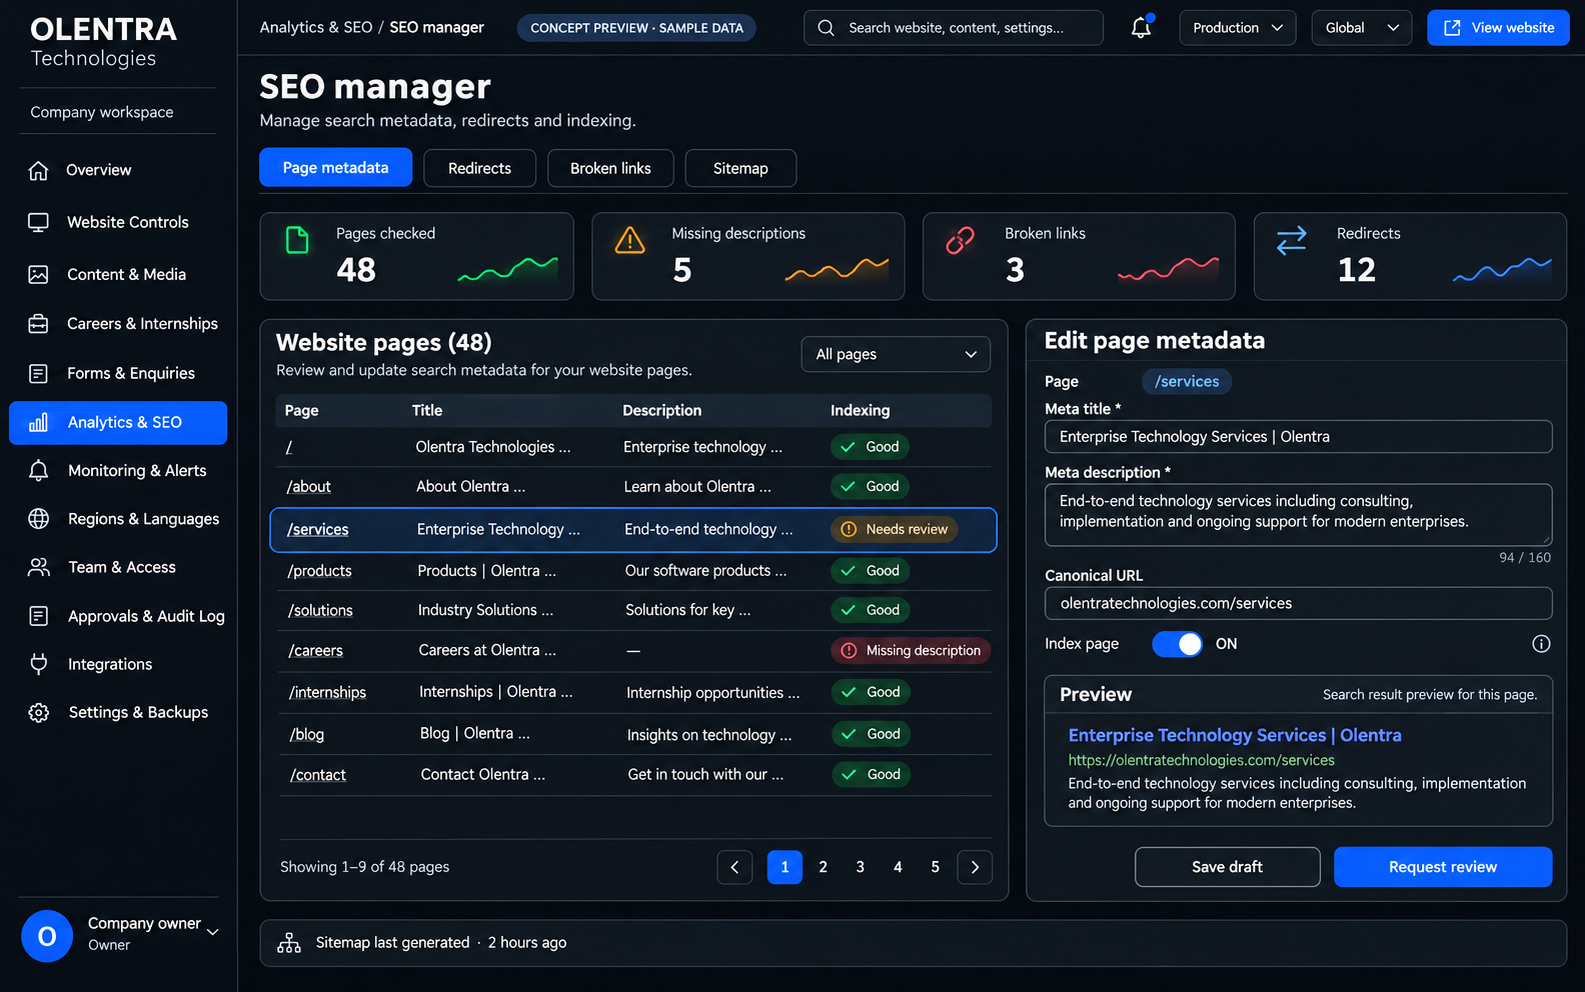 OLENTRA
Technologies
Company workspace
Overview
Website Controls
Content & Media
Careers & Internships
Forms & Enquiries
Analytics & SEO
Monitoring & Alerts
Regions & Languages
Team & Access
Approvals & Audit Log
Integrations
Settings & Backups
O
Company owner
Owner
Analytics & SEO / SEO manager
CONCEPT PREVIEW · SAMPLE DATA
Search website, content, settings...
Production
Global
View website
SEO manager
Manage search metadata, redirects and indexing.
Page metadata
Redirects
Broken links
Sitemap
Pages checked
48
Missing descriptions
5
Broken links
3
Redirects
12
Website pages (48)
Review and update search metadata for your website pages.
All pages
Page Title Description Indexing
/ Olentra Technologies ... Enterprise technology ... Good
/about About Olentra ... Learn about Olentra ... Good
/services Enterprise Technology ... End-to-end technology ... Needs review
/products Products | Olentra ... Our software products ... Good
/solutions Industry Solutions ... Solutions for key ... Good
/careers Careers at Olentra ... — Missing description
/internships Internships | Olentra ... Internship opportunities ... Good
/blog Blog | Olentra ... Insights on technology ... Good
/contact Contact Olentra ... Get in touch with our ... Good
Showing 1–9 of 48 pages
1 2 3 4 5
Edit page metadata
Page /services
Meta title *
Enterprise Technology Services | Olentra
Meta description *
End-to-end technology services including consulting,
implementation and ongoing support for modern enterprises.
94 / 160
Canonical URL
olentratechnologies.com/services
Index page ON
Preview
Search result preview for this page.
Enterprise Technology Services | Olentra
https://olentratechnologies.com/services
End-to-end technology services including consulting, implementation
and ongoing support for modern enterprises.
Save draft
Request review
Sitemap last generated · 2 hours ago